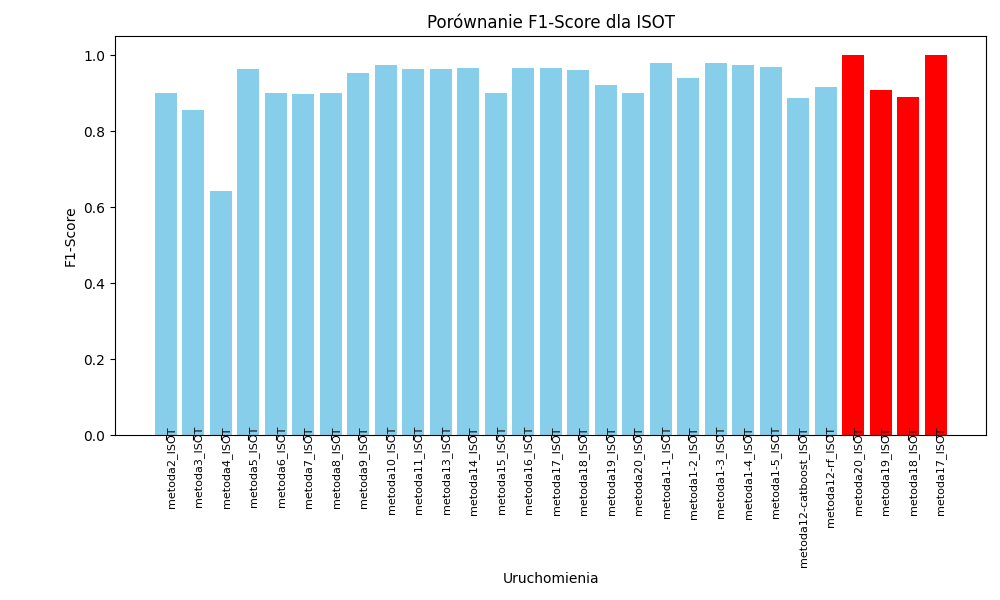 Porównanie F1-Score dla ISOT
F1-Score
1.0
0.8
0.6
0.4
0.2
0.0
metoda2_ISOT
metoda3_ISOT
metoda4_ISOT
metoda5_ISOT
metoda6_ISOT
metoda7_ISOT
metoda8_ISOT
metoda9_ISOT
metoda10_ISOT
metoda11_ISOT
metoda13_ISOT
metoda14_ISOT
metoda15_ISOT
metoda16_ISOT
metoda17_ISOT
metoda18_ISOT
metoda19_ISOT
metoda20_ISOT
metoda1-1_ISOT
metoda1-2_ISOT
metoda1-3_ISOT
metoda1-4_ISOT
metoda1-5_ISOT
metoda12-catboost_ISOT
metoda12-rf_ISOT
metoda20_ISOT
metoda19_ISOT
metoda18_ISOT
metoda17_ISOT
Uruchomienia